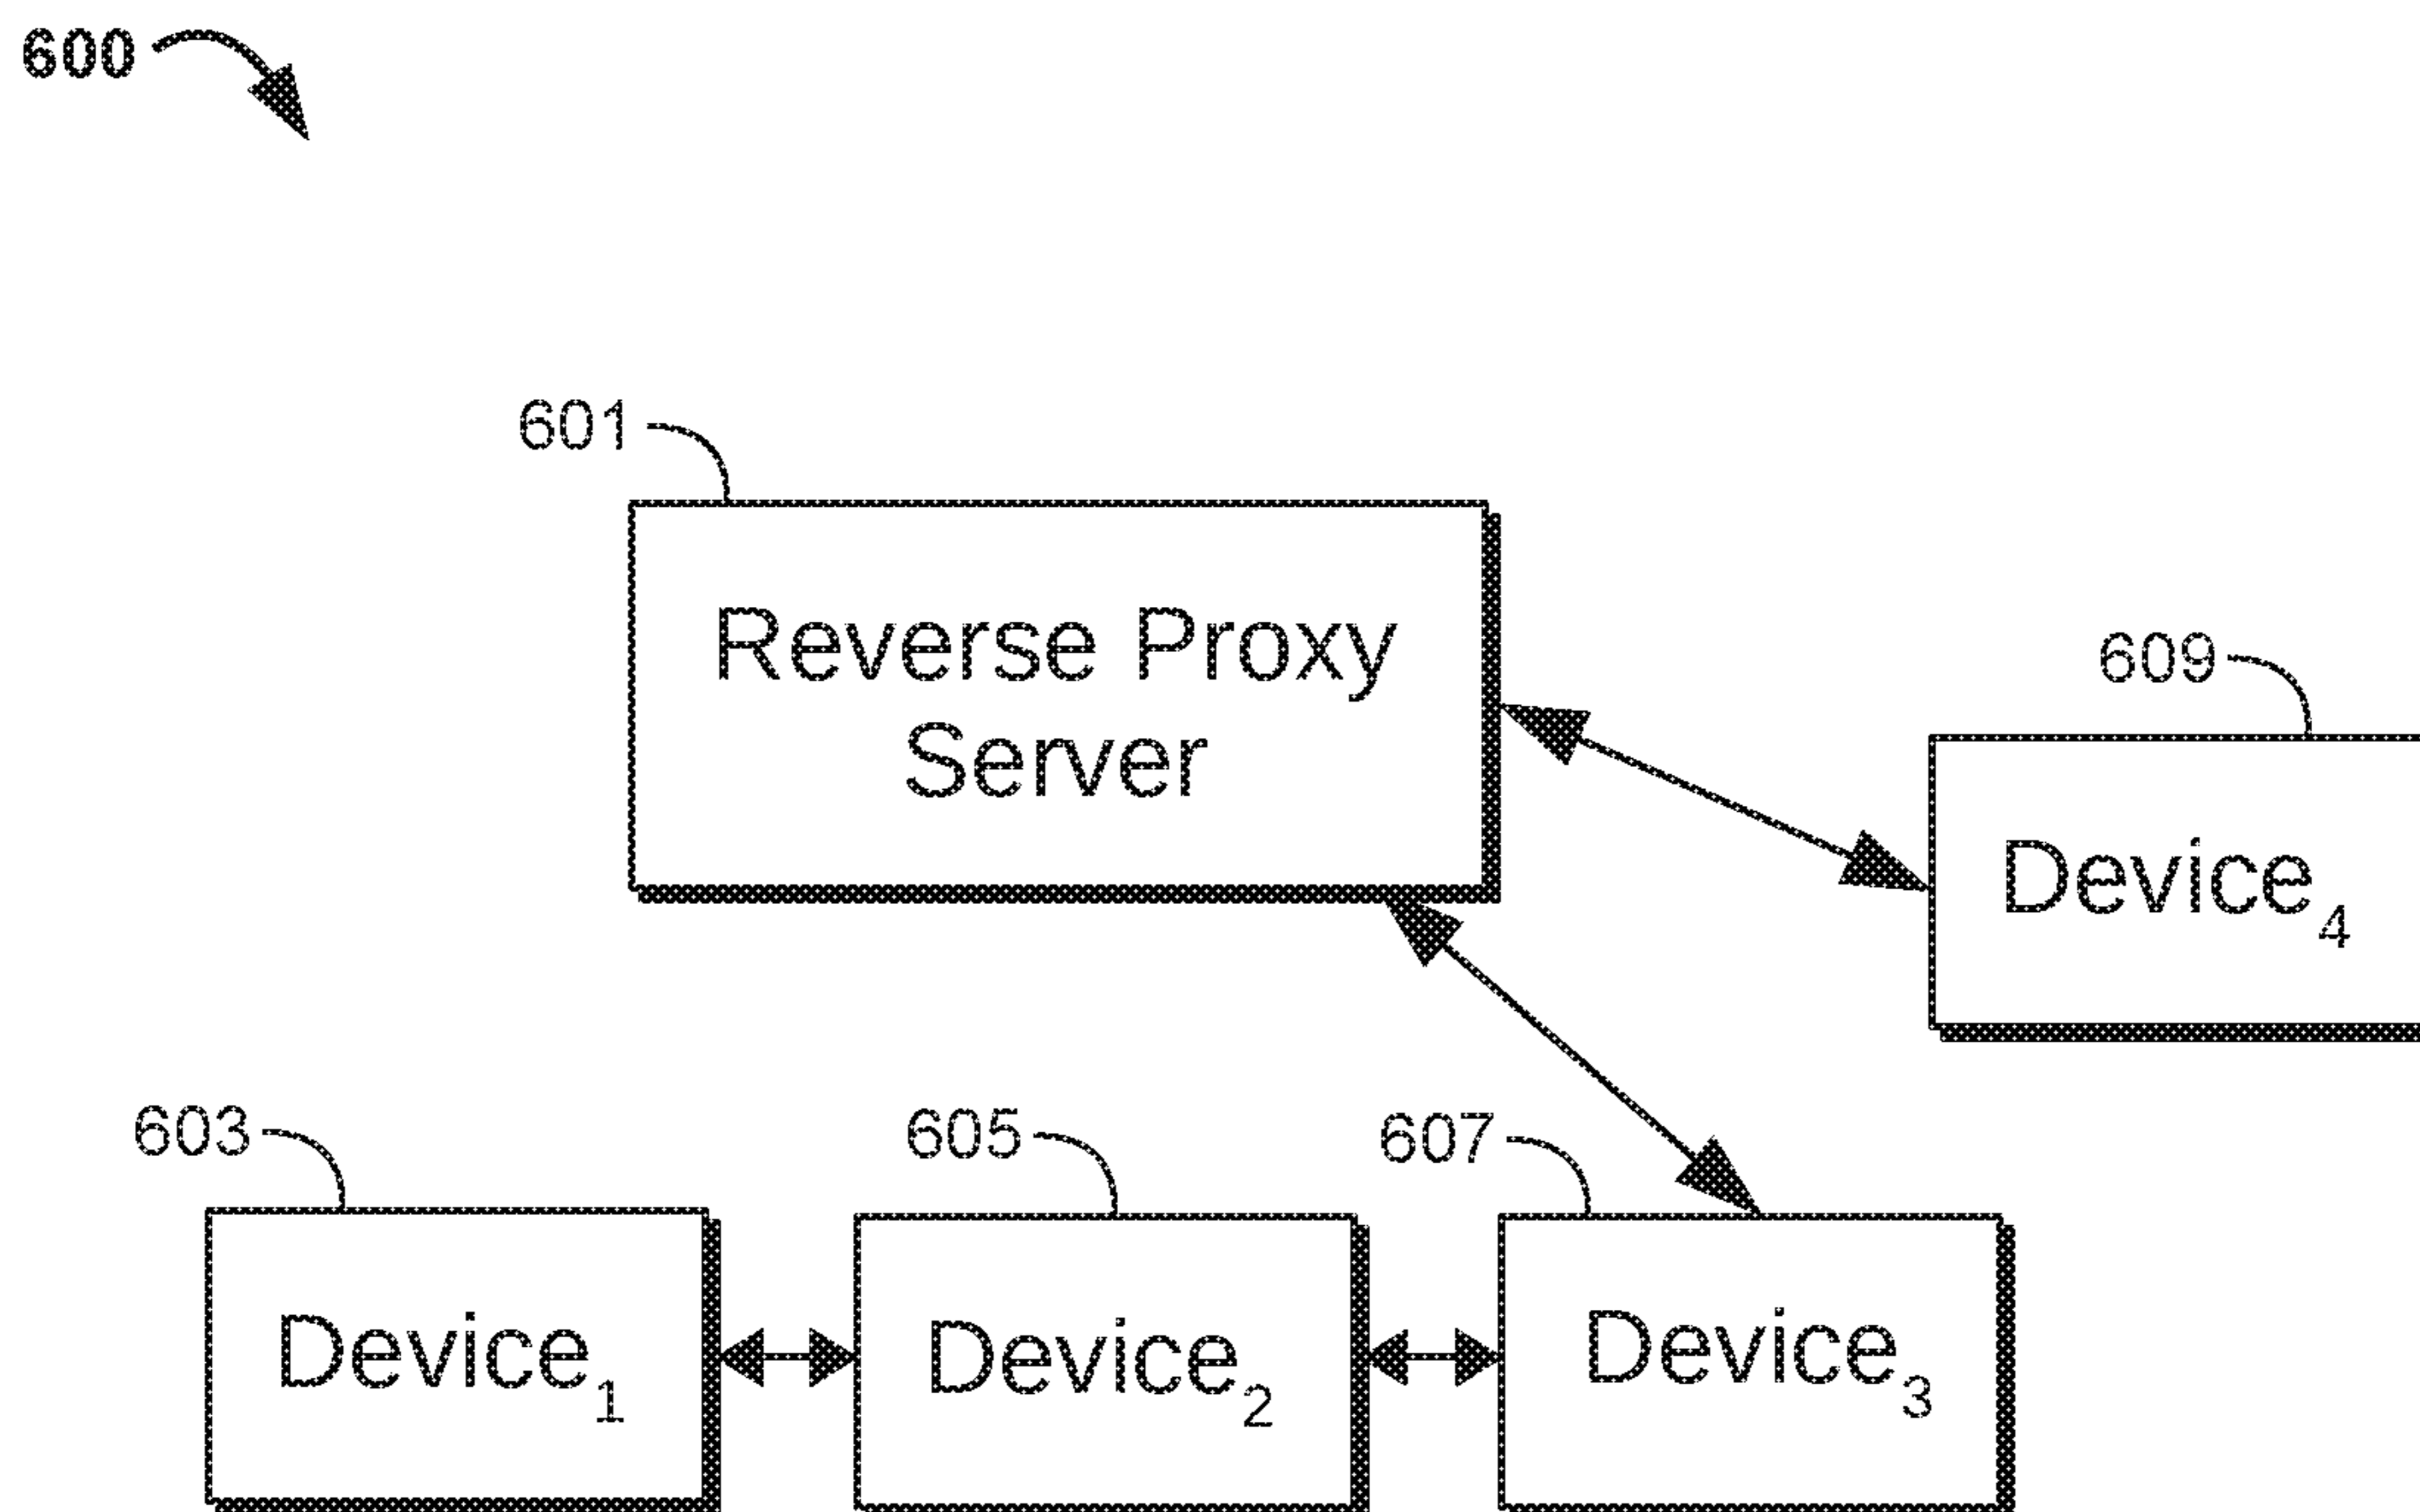 600
601
Reverse Proxy
Server
609
Device4
603
605
607
Device1
Device2
Device3